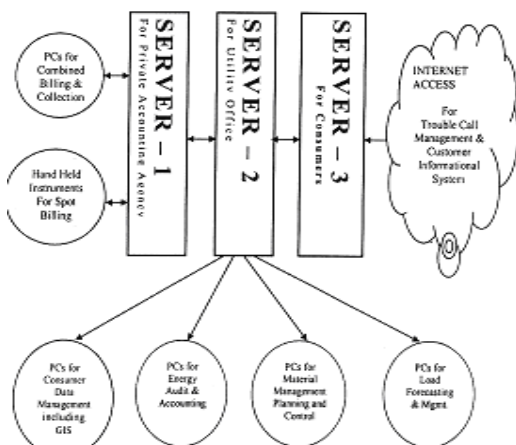 PCs for
Combined
Billing &
Collection
Hand Held
Instruments
For Spot
Billing
SERVER – 1
For Private Accounting Agency
SERVER – 2
For Utility Office
SERVER – 3
For Consumers
INTERNET
ACCESS
For
Trouble Call
Management &
Customer
Informational
System
PCs for
Consumer
Data
Management
including
GIS
PCs for
Energy
Audit &
Accounting
PCs for
Material
Management
Planning and
Control
PCs for
Load
Forecasting
& Mgmt.